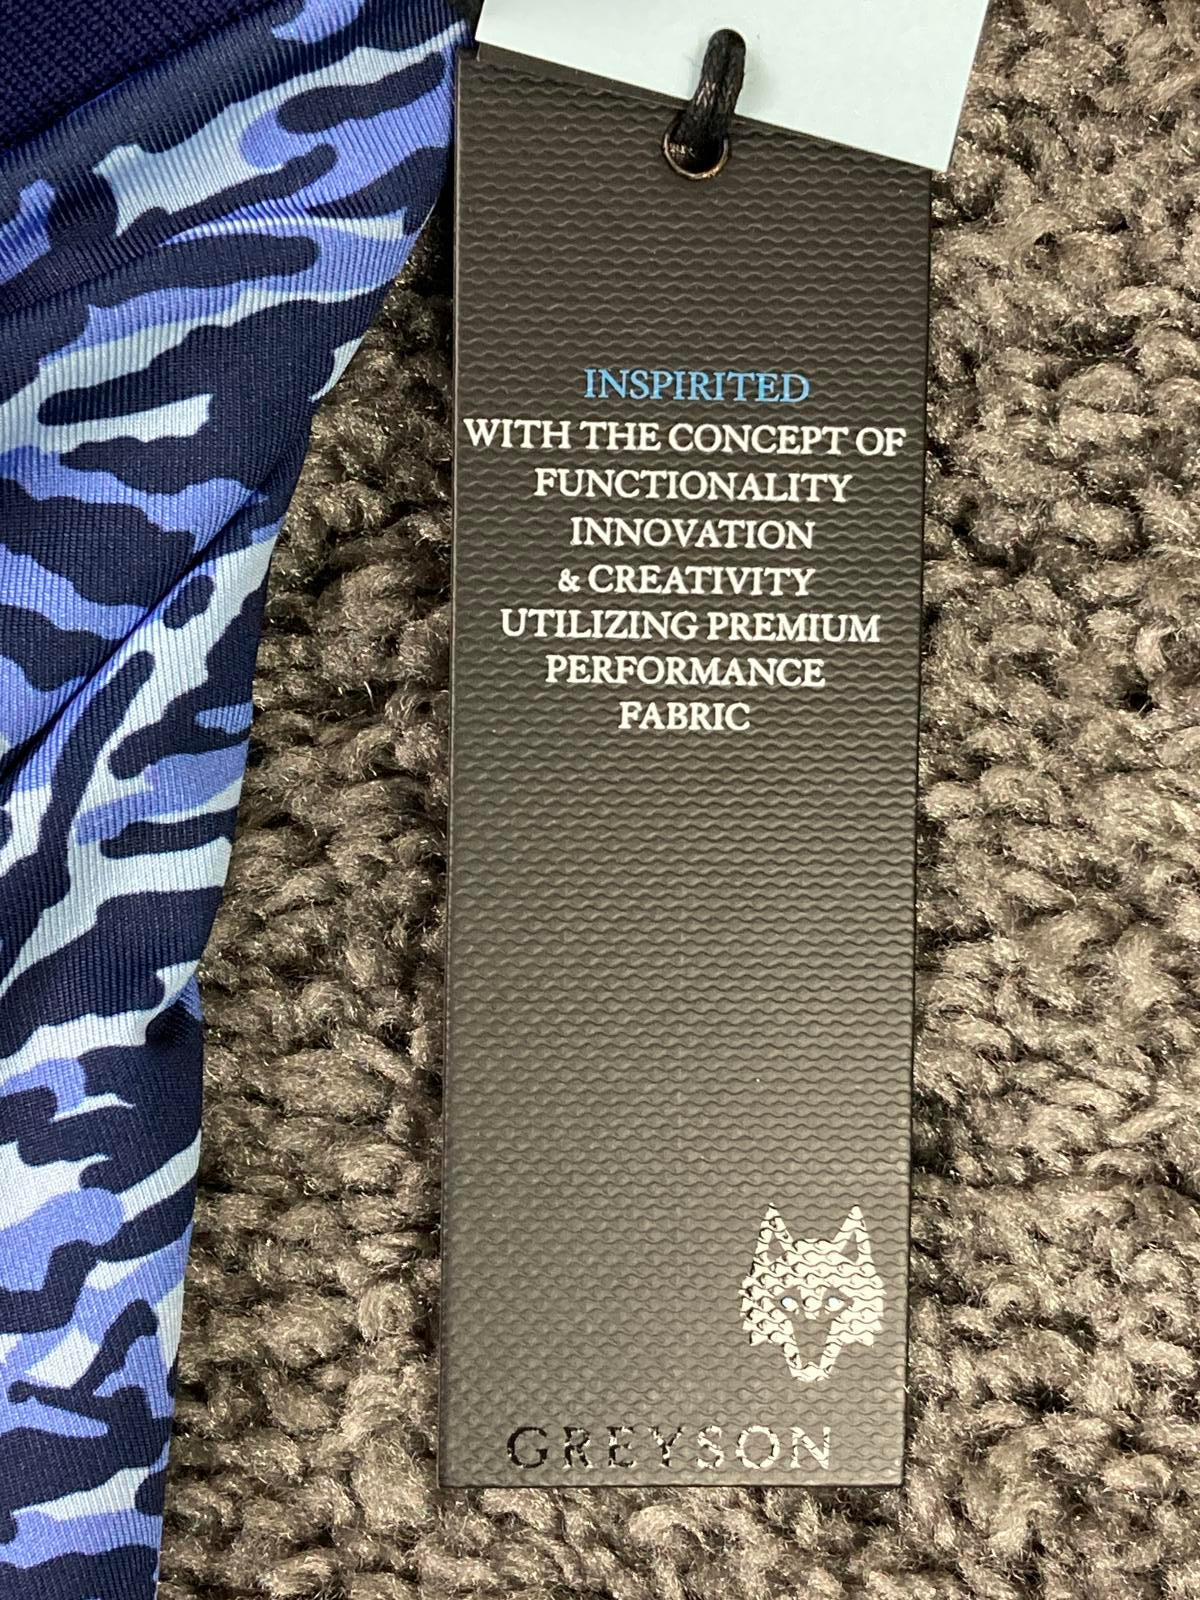 INSPIRITED
WITH THE CONCEPT OF
FUNCTIONALITY
INNOVATION
& CREATIVITY
UTILIZING PREMIUM
PERFORMANCE
FABRIC
GREYSON